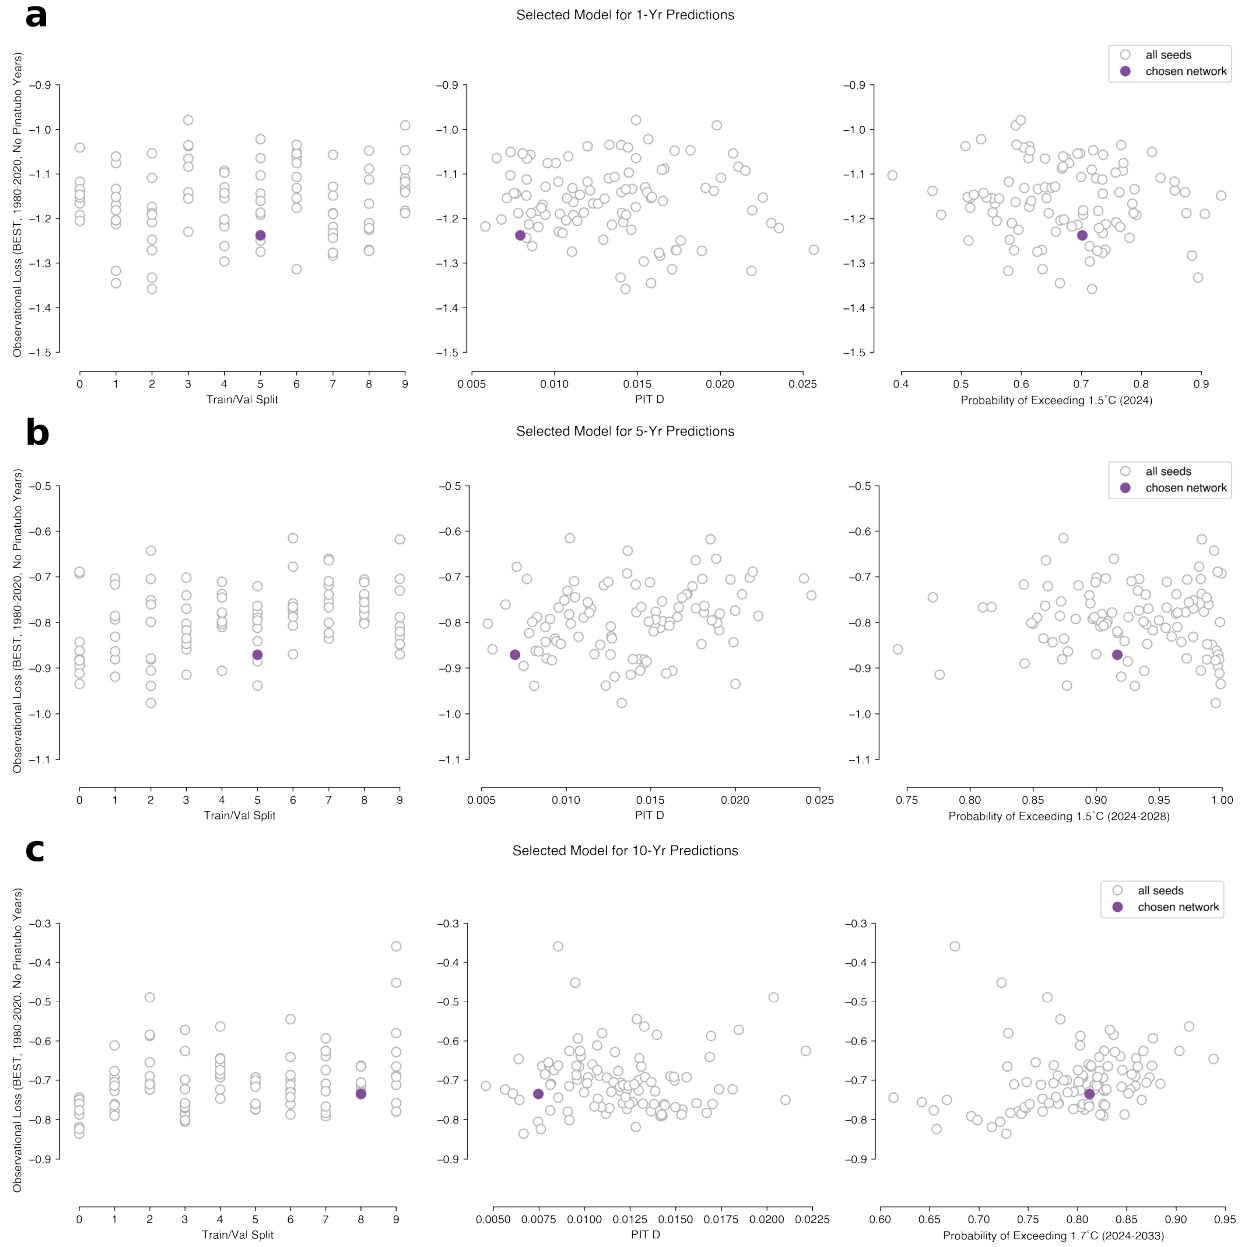 a
Selected Model for 1-Yr Predictions
all seeds
chosen network
Observational Loss (BEST, 1980-2020, No Pinatubo Years)
−0.9
−1.0
−1.1
−1.2
−1.3
−1.4
−1.5
0 1 2 3 4 5 6 7 8 9
Train/Val Split
−0.9
−1.0
−1.1
−1.2
−1.3
−1.4
−1.5
0.005 0.010 0.015 0.020 0.025
PIT D
−0.9
−1.0
−1.1
−1.2
−1.3
−1.4
−1.5
0.4 0.5 0.6 0.7 0.8 0.9
Probability of Exceeding 1.5°C (2024)
b
Selected Model for 5-Yr Predictions
all seeds
chosen network
Observational Loss (BEST, 1980-2020, No Pinatubo Years)
−0.5
−0.6
−0.7
−0.8
−0.9
−1.0
−1.1
0 1 2 3 4 5 6 7 8 9
Train/Val Split
−0.5
−0.6
−0.7
−0.8
−0.9
−1.0
−1.1
0.005 0.010 0.015 0.020 0.025
PIT D
−0.5
−0.6
−0.7
−0.8
−0.9
−1.0
−1.1
0.75 0.80 0.85 0.90 0.95 1.00
Probability of Exceeding 1.5°C (2024-2028)
c
Selected Model for 10-Yr Predictions
all seeds
chosen network
Observational Loss (BEST, 1980-2020, No Pinatubo Years)
−0.3
−0.4
−0.5
−0.6
−0.7
−0.8
−0.9
0 1 2 3 4 5 6 7 8 9
Train/Val Split
−0.3
−0.4
−0.5
−0.6
−0.7
−0.8
−0.9
0.0050 0.0075 0.0100 0.0125 0.0150 0.0175 0.0200 0.0225
PIT D
−0.3
−0.4
−0.5
−0.6
−0.7
−0.8
−0.9
0.60 0.65 0.70 0.75 0.80 0.85 0.90 0.95
Probability of Exceeding 1.7°C (2024-2033)